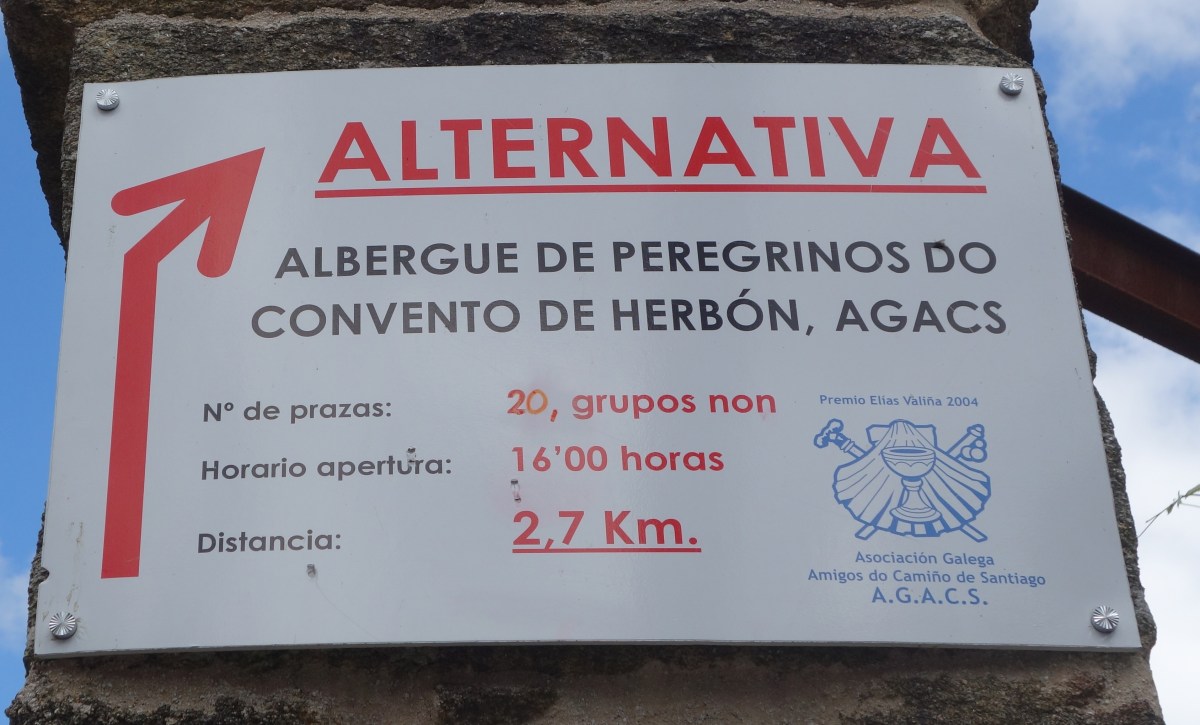 ALTERNATIVA
ALBERGUE DE PEREGRINOS DO
CONVENTO DE HERBÓN, AGACS
Nº de prazas: 20, grupos non
Horario apertura: 16’00 horas
Distancia: 2,7 Km.
Premio Elías Valiña 2004
Asociación Galega
Amigos do Camiño de Santiago
A.G.A.C.S.